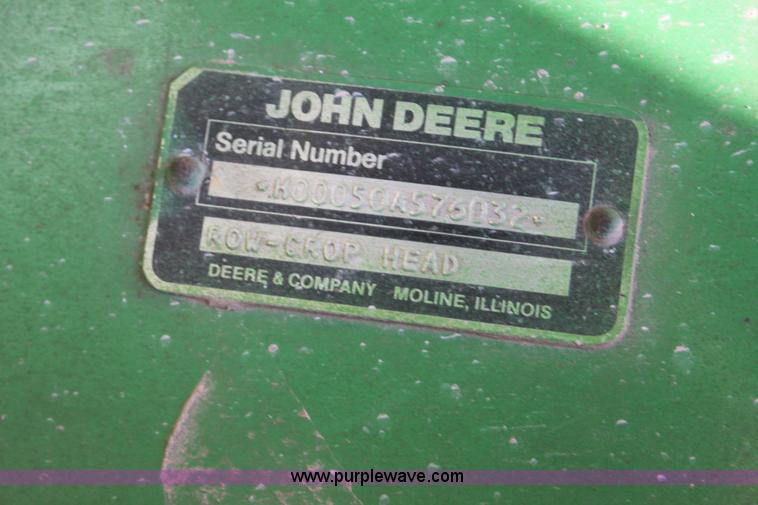 JOHN DEERE
Serial Number
*H00050A576032*
ROW-CROP HEAD
DEERE & COMPANY MOLINE, ILLINOIS
www.purplewave.com